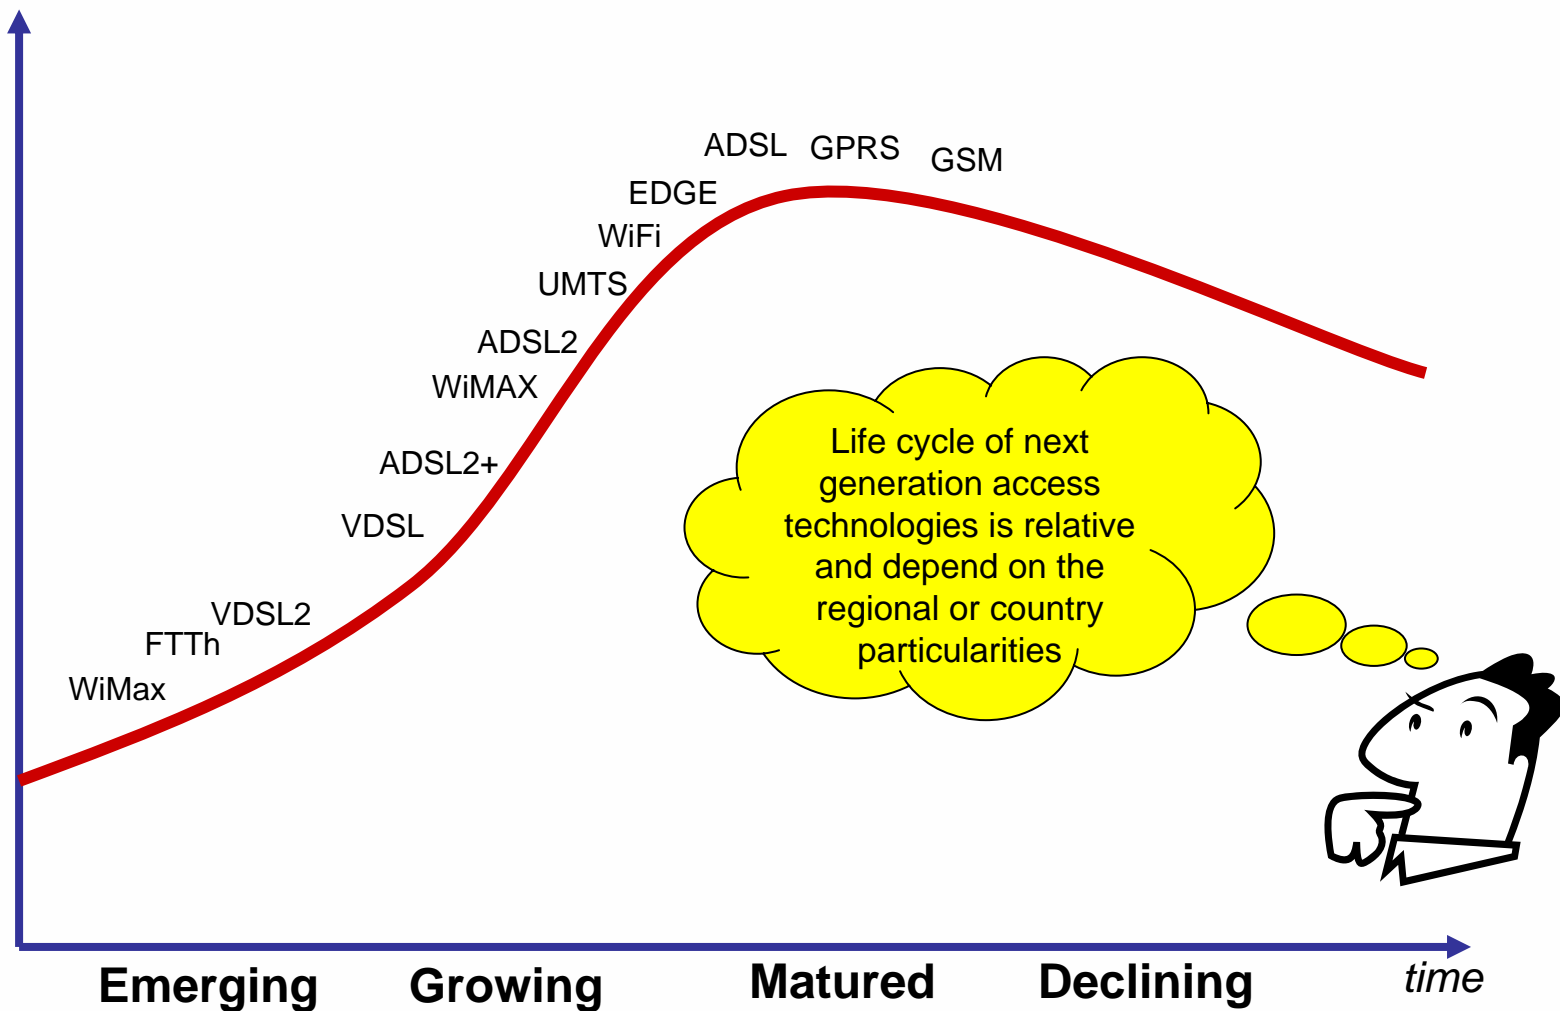 ADSL GPRS GSM
EDGE
WiFi
UMTS
ADSL2
WiMAX
ADSL2+
VDSL
VDSL2
FTTh
WiMax
Life cycle of next
generation access
technologies is relative
and depend on the
regional or country
particularities
Emerging Growing Matured Declining time